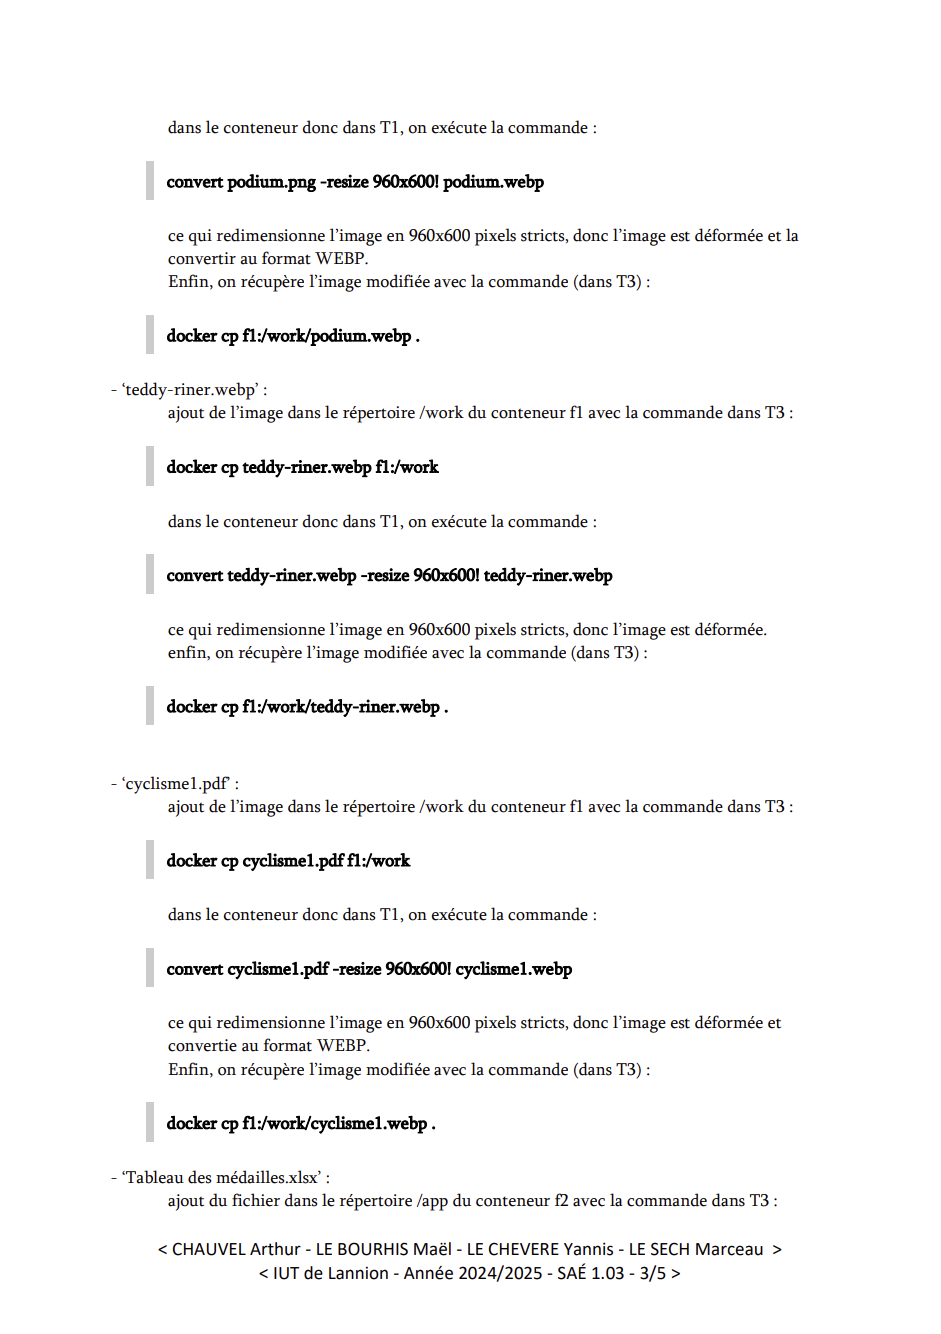 dans le conteneur donc dans T1, on exécute la commande :
convert podium.png -resize 960x600! podium.webp
ce qui redimensionne l’image en 960x600 pixels stricts, donc l’image est déformée et la
convertir au format WEBP.
Enfin, on récupère l’image modifiée avec la commande (dans T3) :
docker cp f1:/work/podium.webp .
- ‘teddy-riner.webp’ :
ajout de l’image dans le répertoire /work du conteneur f1 avec la commande dans T3 :
docker cp teddy-riner.webp f1:/work
dans le conteneur donc dans T1, on exécute la commande :
convert teddy-riner.webp -resize 960x600! teddy-riner.webp
ce qui redimensionne l’image en 960x600 pixels stricts, donc l’image est déformée.
enfin, on récupère l’image modifiée avec la commande (dans T3) :
docker cp f1:/work/teddy-riner.webp .
- ‘cyclisme1.pdf’ :
ajout de l’image dans le répertoire /work du conteneur f1 avec la commande dans T3 :
docker cp cyclisme1.pdf f1:/work
dans le conteneur donc dans T1, on exécute la commande :
convert cyclisme1.pdf -resize 960x600! cyclisme1.webp
ce qui redimensionne l’image en 960x600 pixels stricts, donc l’image est déformée et
convertie au format WEBP.
Enfin, on récupère l’image modifiée avec la commande (dans T3) :
docker cp f1:/work/cyclisme1.webp .
- ‘Tableau des médailles.xlsx’ :
ajout du fichier dans le répertoire /app du conteneur f2 avec la commande dans T3 :
< CHAUVEL Arthur - LE BOURHIS Maël - LE CHEVERE Yannis - LE SECH Marceau >
< IUT de Lannion - Année 2024/2025 - SAÉ 1.03 - 3/5 >